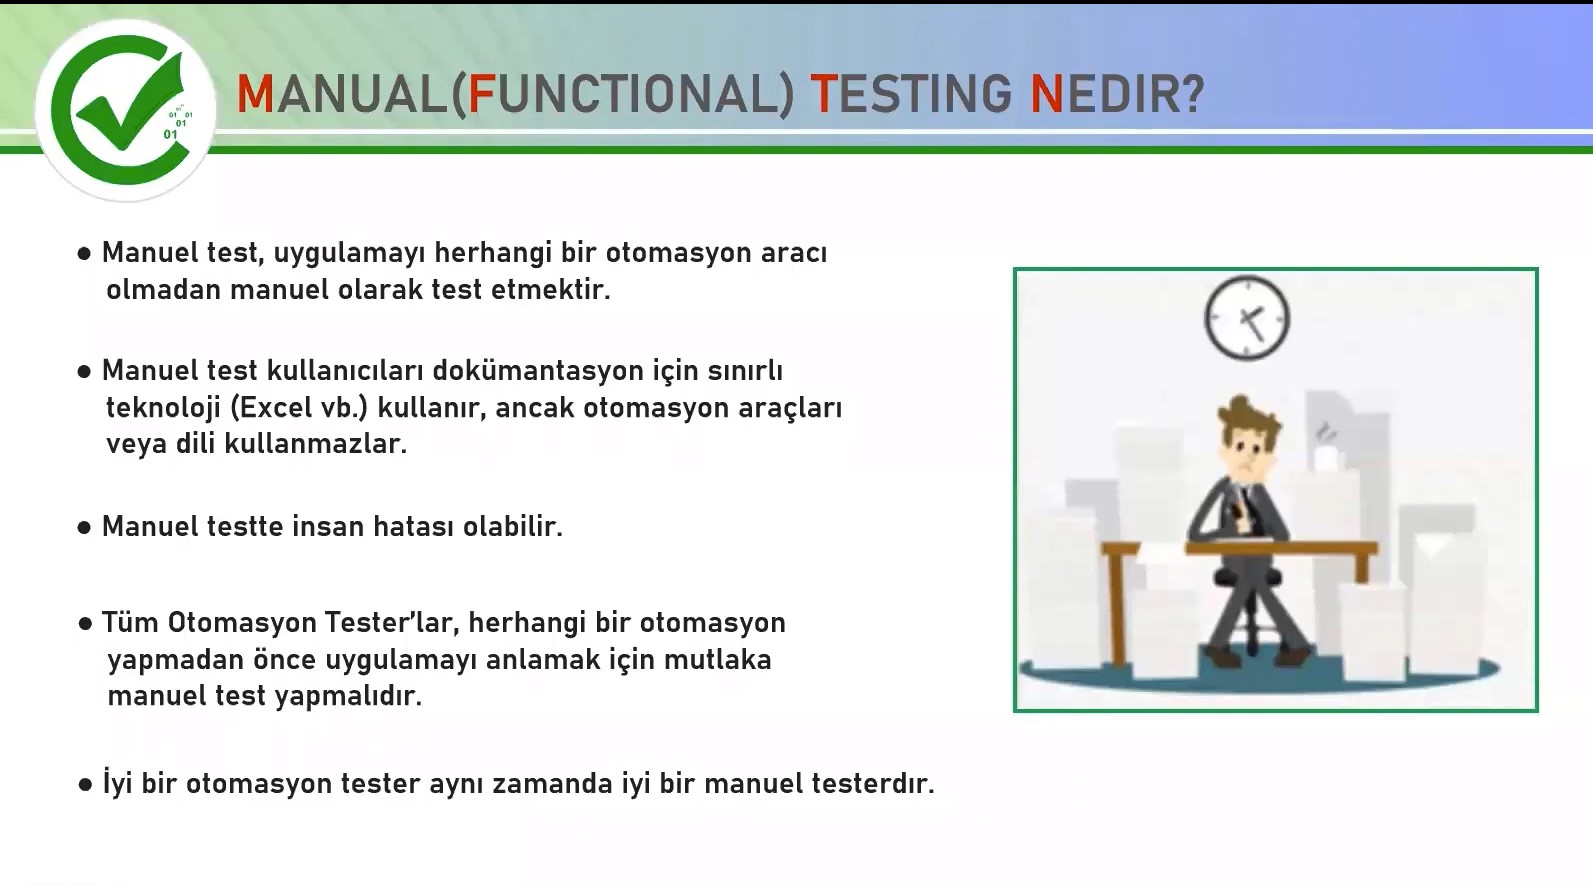 MANUAL(FUNCTIONAL) TESTING NEDIR?
01 01
01
01
● Manuel test, uygulamayı herhangi bir otomasyon aracı
olmadan manuel olarak test etmektir.
● Manuel test kullanıcıları dokümantasyon için sınırlı
teknoloji (Excel vb.) kullanır, ancak otomasyon araçları
veya dili kullanmazlar.
● Manuel testte insan hatası olabilir.
● Tüm Otomasyon Tester'lar, herhangi bir otomasyon
yapmadan önce uygulamayı anlamak için mutlaka
manuel test yapmalıdır.
● İyi bir otomasyon tester aynı zamanda iyi bir manuel testerdır.